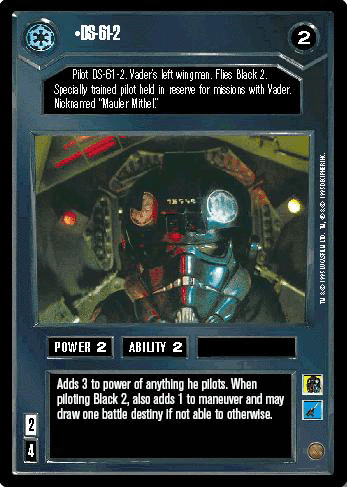 •DS-61-2
2
Pilot DS-61-2. Vader's left wingman. Flies Black 2.
Specially trained pilot held in reserve for missions with Vader.
Nicknamed "Mauler Mithel."
POWER 2
ABILITY 2
Adds 3 to power of anything he pilots. When
piloting Black 2, also adds 1 to maneuver and may
draw one battle destiny if not able to otherwise.
2
4